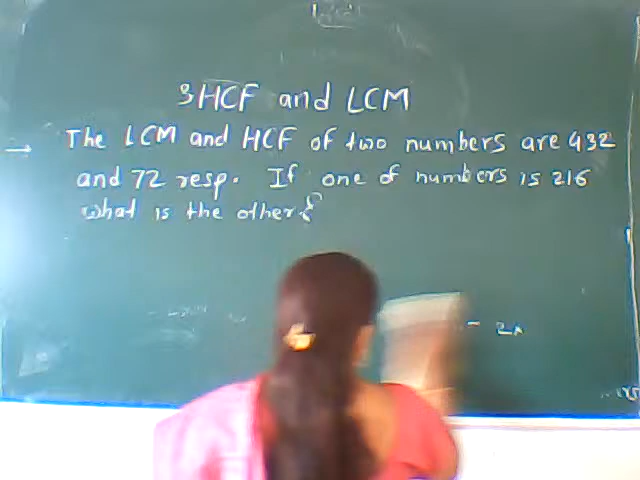 3 HCF and LCM
→ The LCM and HCF of two numbers are 432
and 72 resp. If one of numbers is 216
what is the other?